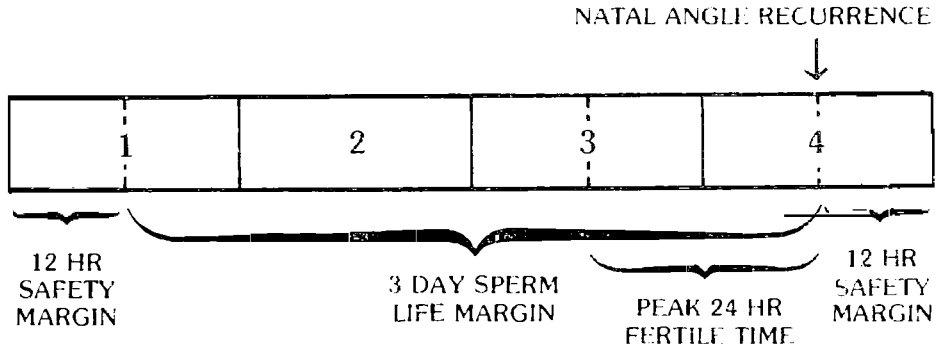 NATAL ANGLE RECURRENCE
1 2 3 4
12 HR
SAFETY
MARGIN
3 DAY SPERM
LIFE MARGIN
PEAK 24 HR
FERTILE TIME
12 HR
SAFETY
MARGIN